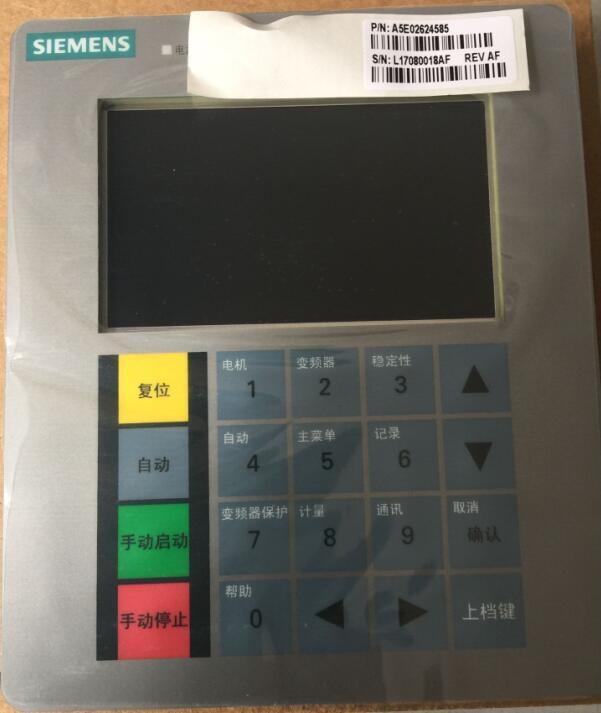 SIEMENS
P/N: A5E02624585
S/N: L17080018AF REV AF
复位
电机
1
变频器
2
稳定性
3
自动
自动
4
主菜单
5
记录
6
手动启动
变频器保护
7
计量
8
通讯
9
取消
确认
手动停止
帮助
0
上档键